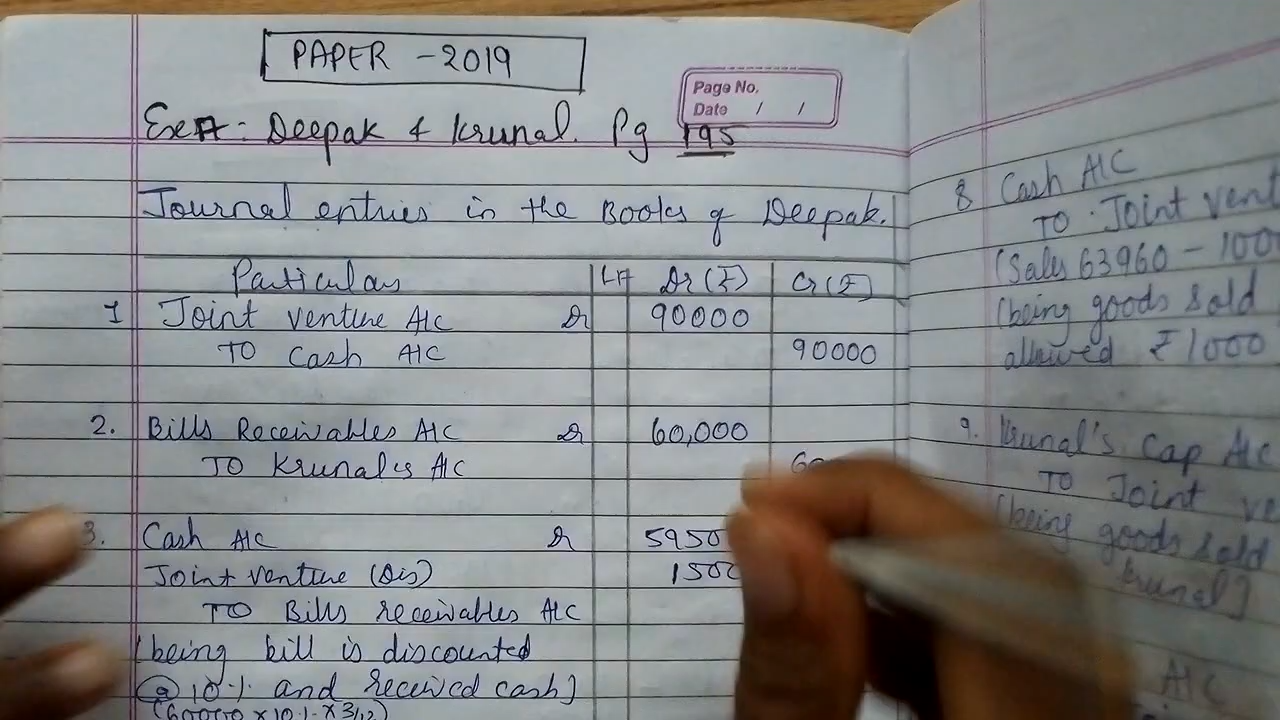 PAPER - 2019
Page No.
Date / /
Ex: Deepak & Krunal. Pg 195
Journal entries in the Books of Deepak.
Particulars LF Dr (₹) Cr (₹)
1 Joint venture A/C Dr 90000
To Cash A/C 90000
2. Bills Receivables A/C Dr 60,000
To Krunal's A/C
3. Cash A/C Dr
Joint venture (Dis)
To Bills receivables A/C
(being bill is discounted
@ 10% and received cash]
(60000 x 10% x 3/12)
8 Cash A/C
To Joint vent
(Sales 63960 - 100
(being goods sold
allowed ₹ 1000
9. Krunal's Cap A/C
To Joint ve
(being goods sold
Krunal]
A/C